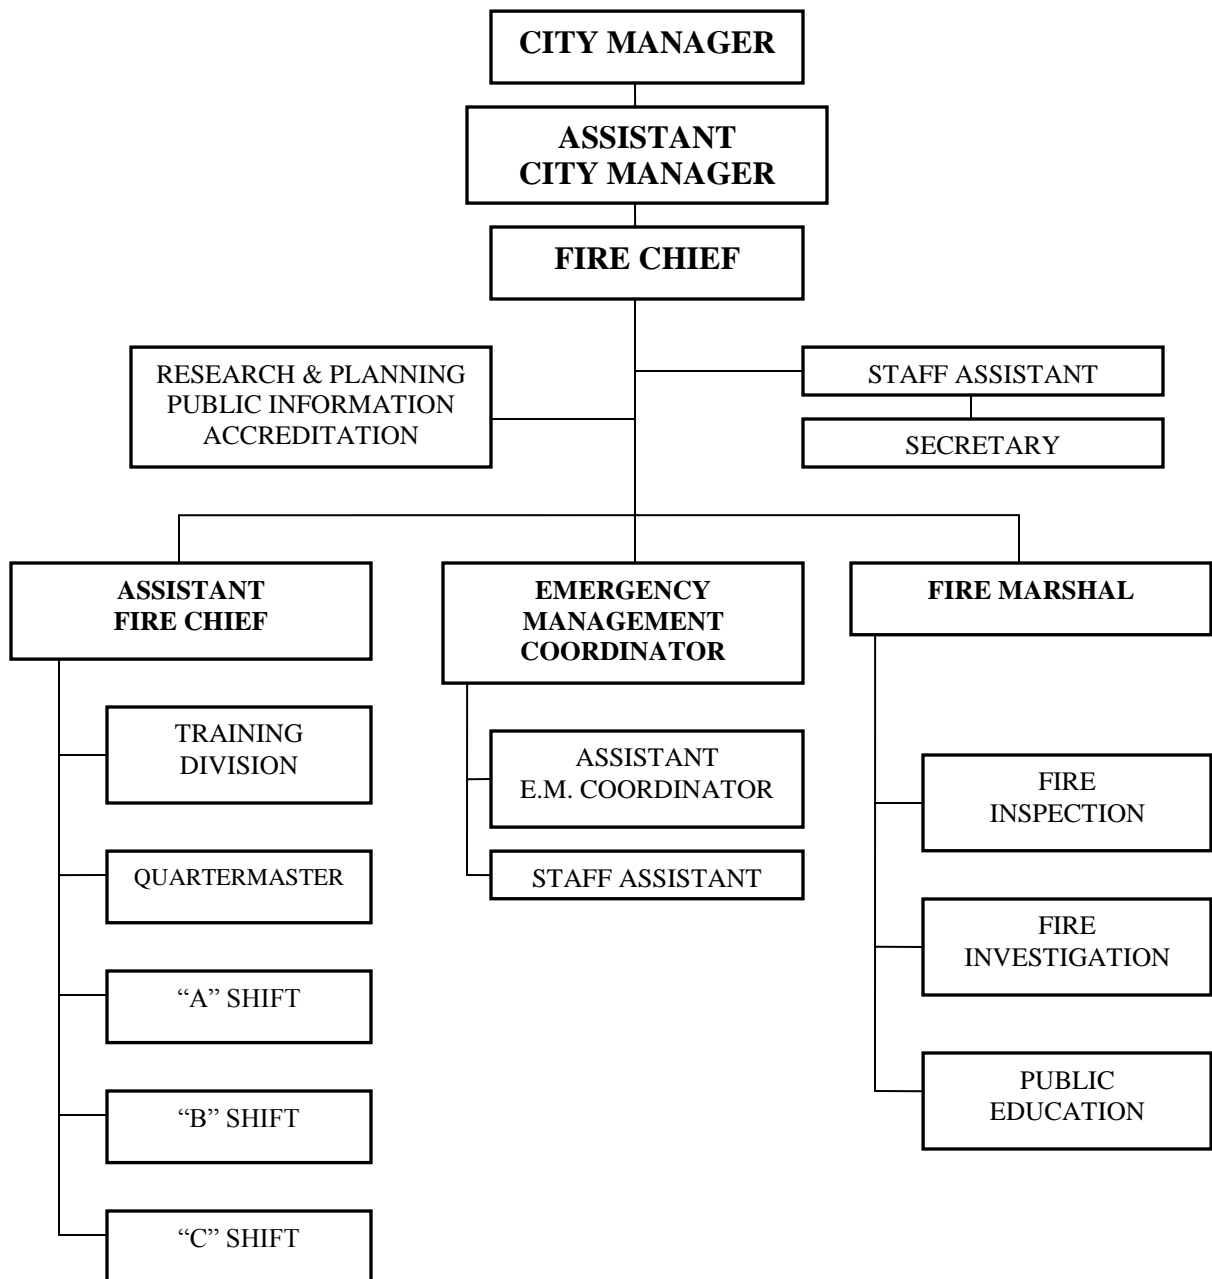 CITY MANAGER
ASSISTANT
CITY MANAGER
FIRE CHIEF
RESEARCH & PLANNING
PUBLIC INFORMATION
ACCREDITATION
STAFF ASSISTANT
SECRETARY
ASSISTANT
FIRE CHIEF
TRAINING
DIVISION
QUARTERMASTER
“A” SHIFT
“B” SHIFT
“C” SHIFT
EMERGENCY
MANAGEMENT
COORDINATOR
ASSISTANT
E.M. COORDINATOR
STAFF ASSISTANT
FIRE MARSHAL
FIRE
INSPECTION
FIRE
INVESTIGATION
PUBLIC
EDUCATION